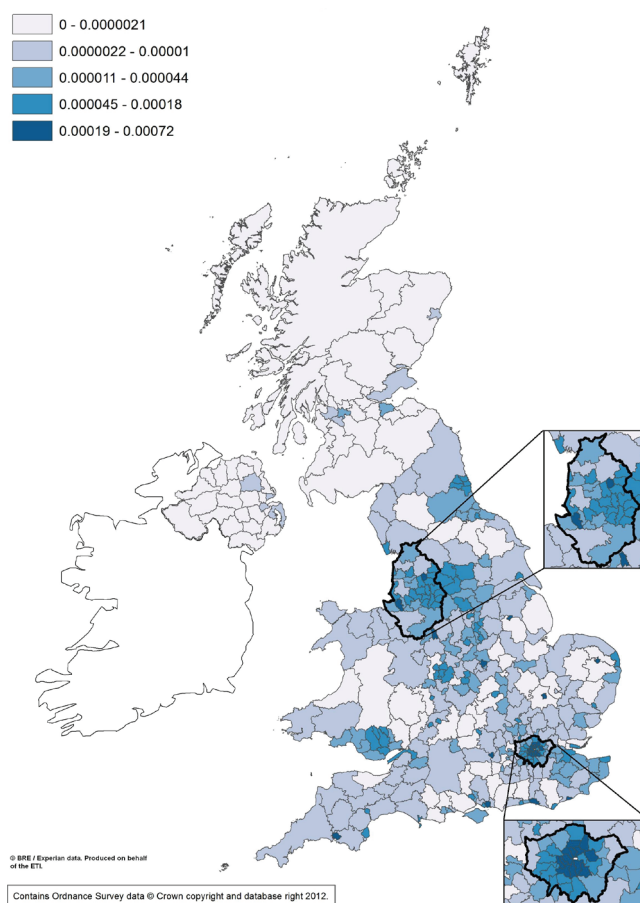 0 - 0.0000021
0.0000022 - 0.00001
0.000011 - 0.000044
0.000045 - 0.00018
0.00019 - 0.00072
© BRE / Experian data. Produced on behalf
of the ETI.
Contains Ordnance Survey data © Crown copyright and database right 2012.